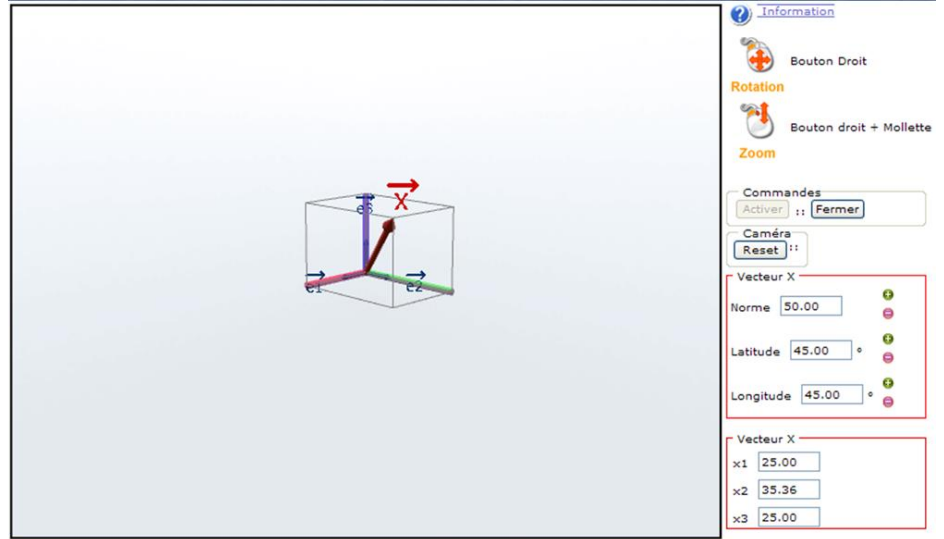 Information
Bouton Droit
Rotation
Bouton droit + Mollette
Zoom
Commandes
Activer :: Fermer
Caméra
Reset ::
Vecteur X
Norme 50.00
Latitude 45.00 °
Longitude 45.00 °
Vecteur X
x1 25.00
x2 35.36
x3 25.00
e3 X
e1 e2